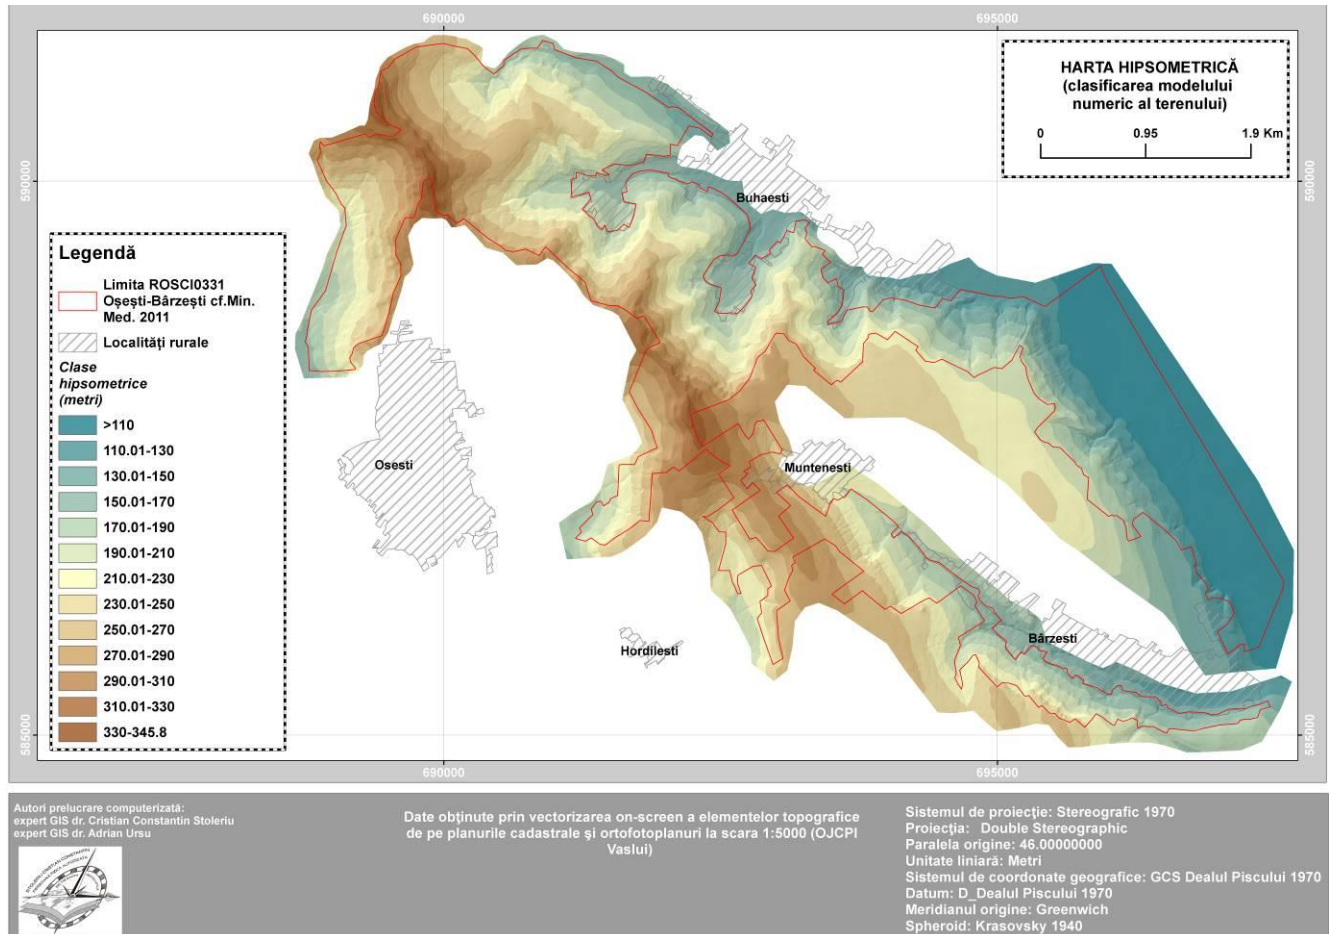 690000
695000
HARTA HIPSOMETRICĂ
(clasificarea modelului
numeric al terenului)
0 0.95 1.9 Km
590000
590000
Buhaesti
Legendă
Limita ROSCI0331
Oșești-Bârzești cf.Min.
Med. 2011
Localități rurale
Clase
hipsometrice
(metri)
>110
110.01-130
130.01-150
150.01-170
170.01-190
190.01-210
210.01-230
230.01-250
250.01-270
270.01-290
290.01-310
310.01-330
330-345.8
Osesti
Muntenesti
Hordilesti
Bârzesti
585000
585000
690000
695000
Autori prelucrare computerizată:
expert GIS dr. Cristian Constantin Stoleriu
expert GIS dr. Adrian Ursu
Date obținute prin vectorizarea on-screen a elementelor topografice
de pe planurile cadastrale și ortofotoplanuri la scara 1:5000 (OJCPI
Vaslui)
Sistemul de proiecție: Stereografic 1970
Proiecția: Double Stereographic
Paralela origine: 46.00000000
Unitate liniară: Metri
Sistemul de coordonate geografice: GCS Dealul Piscului 1970
Datum: D_Dealul Piscului 1970
Meridianul origine: Greenwich
Spheroid: Krasovsky 1940